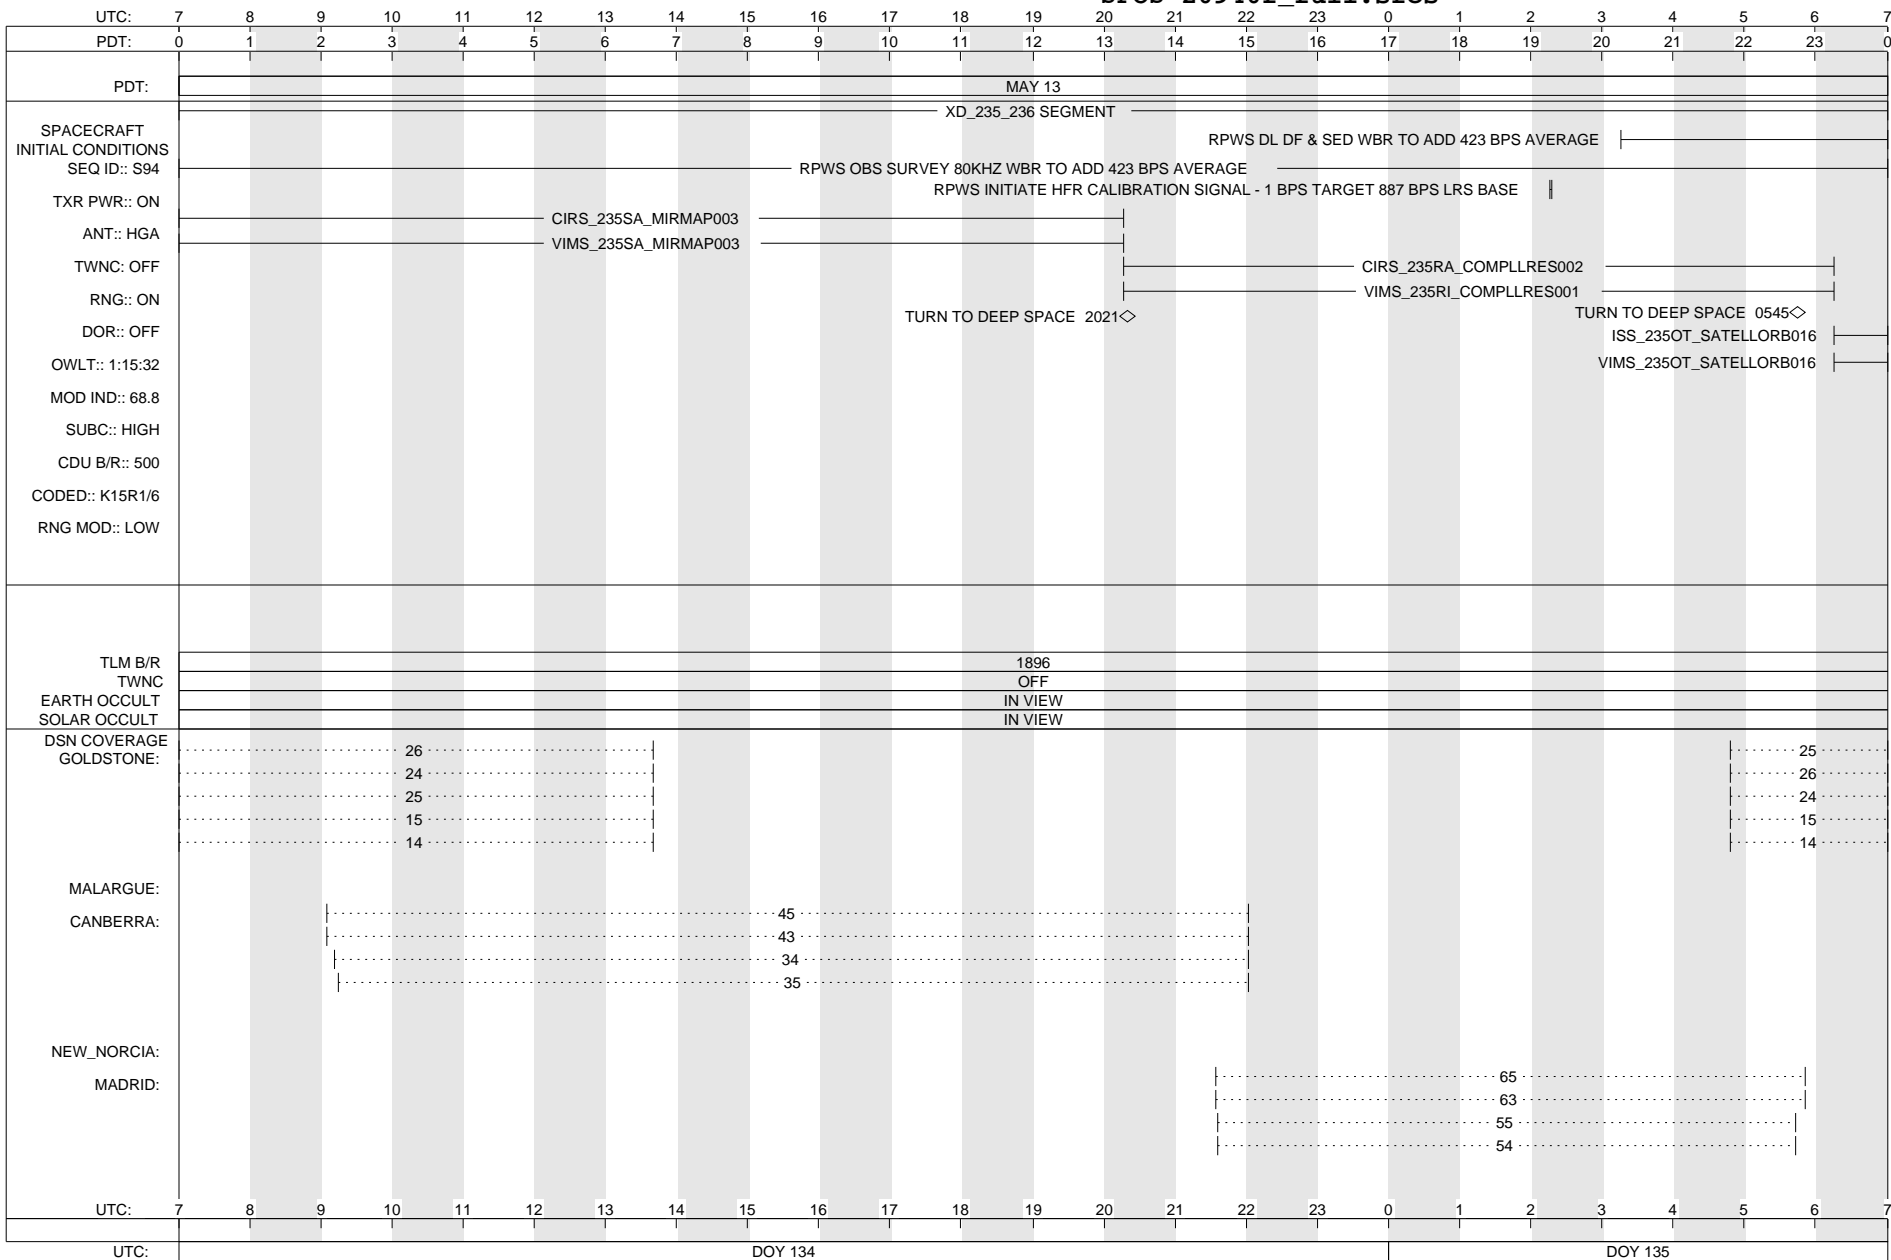 UTC: 7 8 9 10 11 12 13 14 15 16 17 18 19 20 21 22 23 0 1 2 3 4 5 6 7
PDT: 0 1 2 3 4 5 6 7 8 9 10 11 12 13 14 15 16 17 18 19 20 21 22 23 0
PDT: MAY 13
XD_235_236 SEGMENT
SPACECRAFT
INITIAL CONDITIONS
RPWS DL DF & SED WBR TO ADD 423 BPS AVERAGE
SEQ ID:: S94
RPWS OBS SURVEY 80KHZ WBR TO ADD 423 BPS AVERAGE
RPWS INITIATE HFR CALIBRATION SIGNAL - 1 BPS TARGET 887 BPS LRS BASE
TXR PWR:: ON
CIRS_235SA_MIRMAP003
ANT:: HGA
VIMS_235SA_MIRMAP003
TWNC: OFF
CIRS_235RA_COMPLLRES002
RNG:: ON
VIMS_235RI_COMPLLRES001
TURN TO DEEP SPACE 2021
TURN TO DEEP SPACE 0545
DOR:: OFF
ISS_235OT_SATELLORB016
OWLT:: 1:15:32
VIMS_235OT_SATELLORB016
MOD IND:: 68.8
SUBC:: HIGH
CDU B/R:: 500
CODED:: K15R1/6
RNG MOD:: LOW
TLM B/R 1896
TWNC OFF
EARTH OCCULT IN VIEW
SOLAR OCCULT IN VIEW
DSN COVERAGE
GOLDSTONE:
26 25
24 26
25 24
15 15
14 14
MALARGUE:
CANBERRA:
45
43
34
35
NEW_NORCIA:
MADRID:
65
63
55
54
UTC: 7 8 9 10 11 12 13 14 15 16 17 18 19 20 21 22 23 0 1 2 3 4 5 6 7
UTC: DOY 134 DOY 135